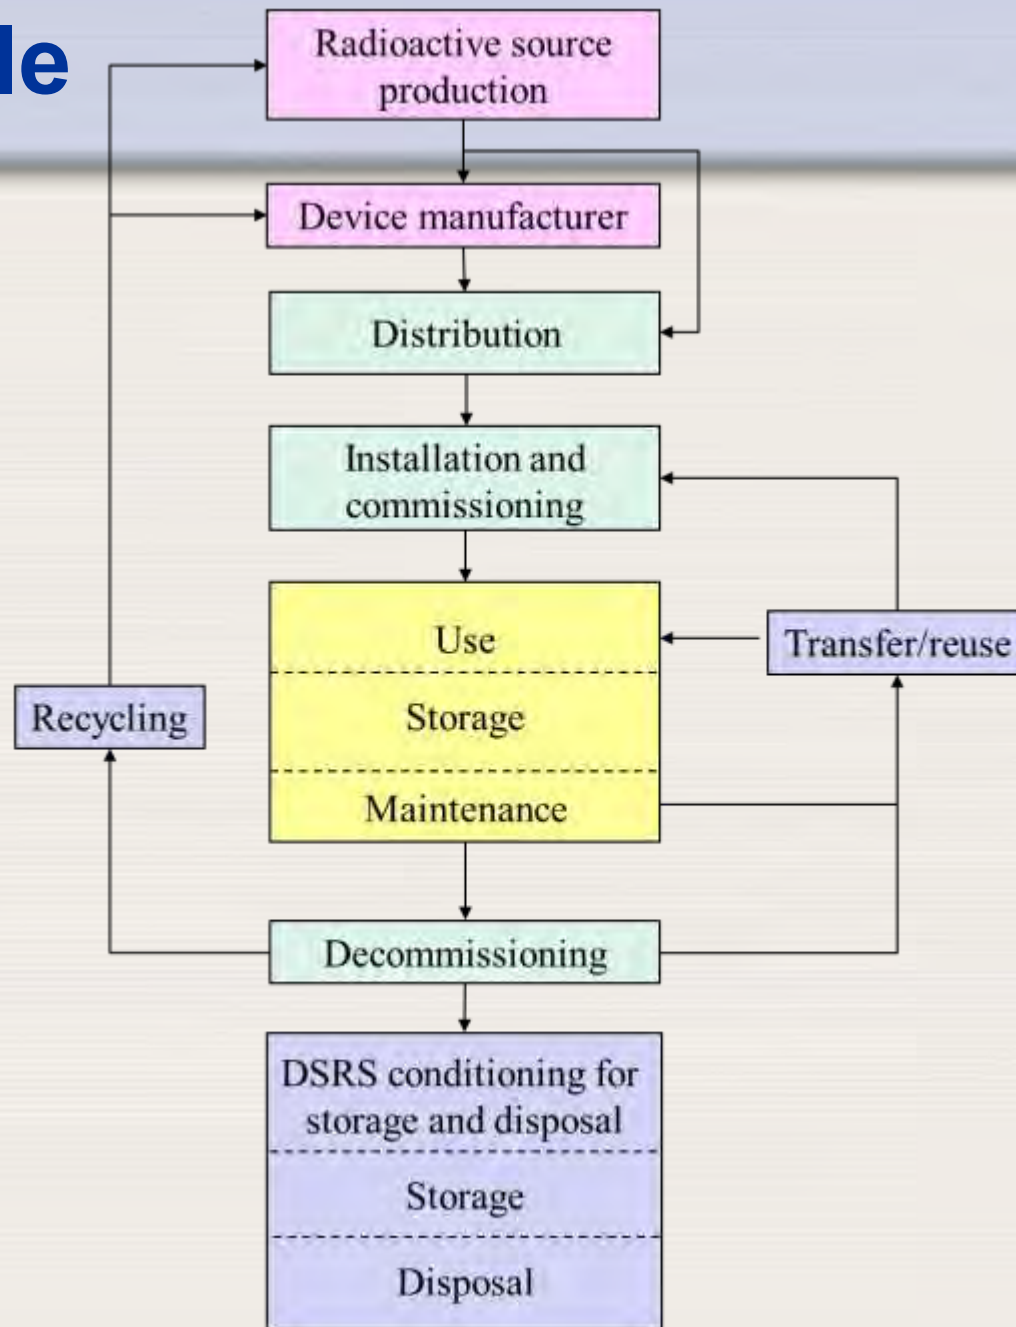 le
Radioactive source
production
Device manufacturer
Distribution
Installation and
commissioning
Use
Transfer/reuse
Recycling
Storage
Maintenance
Decommissioning
DSRS conditioning for
storage and disposal
Storage
Disposal